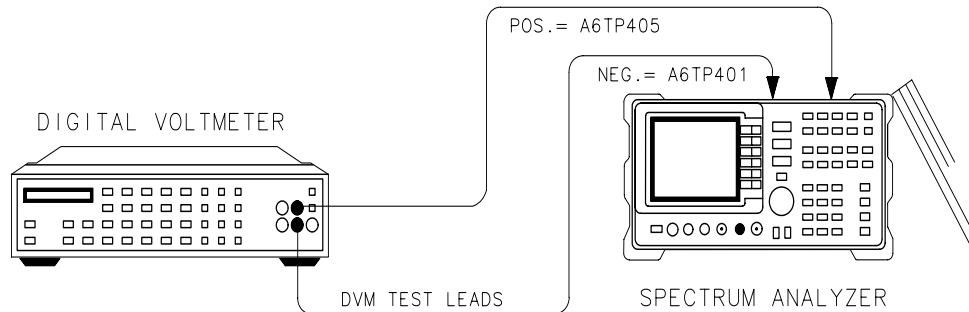 POS.= A6TP405
NEG.= A6TP401
DIGITAL VOLTMETER
DVM TEST LEADS
SPECTRUM ANALYZER